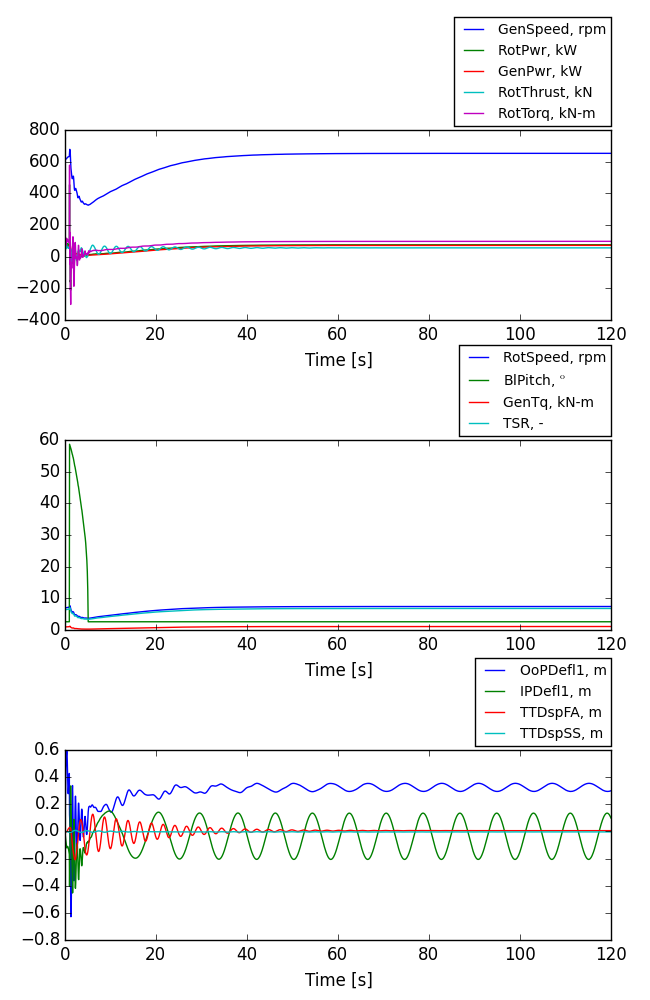 GenSpeed, rpm
RotPwr, kW
GenPwr, kW
RotThrust, kN
RotTorq, kN-m
800
600
400
200
0
−200
−400
0 20 40 60 80 100 120
Time [s]
RotSpeed, rpm
BlPitch, °
GenTq, kN-m
TSR, -
60
50
40
30
20
10
0
0 20 40 60 80 100 120
Time [s]
OoPDefl1, m
IPDefl1, m
TTDspFA, m
TTDspSS, m
0.6
0.4
0.2
0.0
−0.2
−0.4
−0.6
−0.8
0 20 40 60 80 100 120
Time [s]